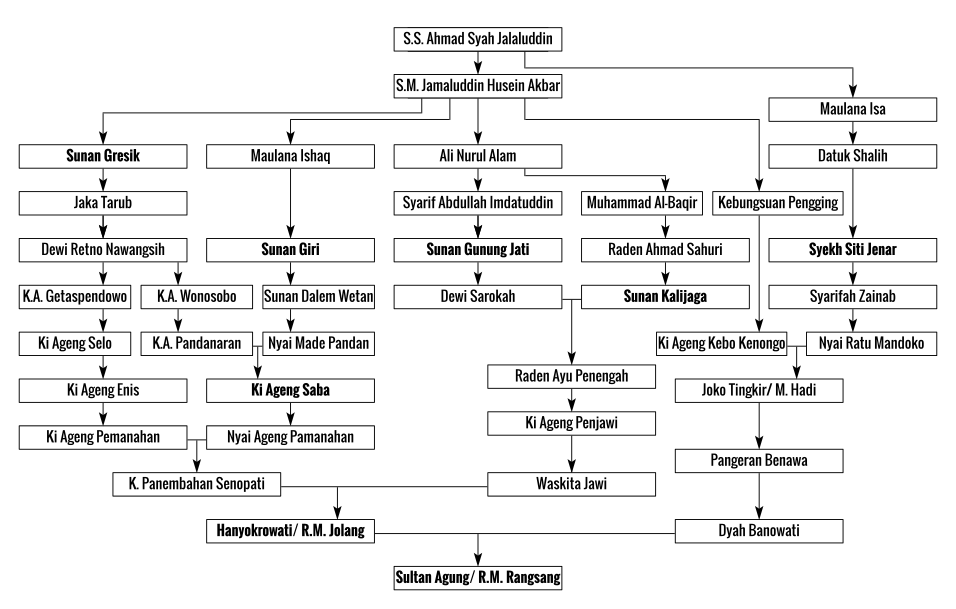 S.S. Ahmad Syah Jalaluddin
S.M. Jamaluddin Husein Akbar
Maulana Isa
Sunan Gresik
Maulana Ishaq
Ali Nurul Alam
Datuk Shalih
Jaka Tarub
Syarif Abdullah Imdatuddin
Muhammad Al-Baqir
Kebungsuan Pengging
Dewi Retno Nawangsih
Sunan Giri
Sunan Gunung Jati
Raden Ahmad Sahuri
Syekh Siti Jenar
K.A. Getaspendowo
K.A. Wonosobo
Sunan Dalem Wetan
Dewi Sarokah
Sunan Kalijaga
Syarifah Zainab
Ki Ageng Selo
K.A. Pandanaran
Nyai Made Pandan
Ki Ageng Kebo Kenongo
Nyai Ratu Mandoko
Raden Ayu Penengah
Ki Ageng Enis
Ki Ageng Saba
Joko Tingkir/ M. Hadi
Ki Ageng Penjawi
Ki Ageng Pemanahan
Nyai Ageng Pamanahan
Pangeran Benawa
K. Panembahan Senopati
Waskita Jawi
Hanyokrowati/ R.M. Jolang
Dyah Banowati
Sultan Agung/ R.M. Rangsang